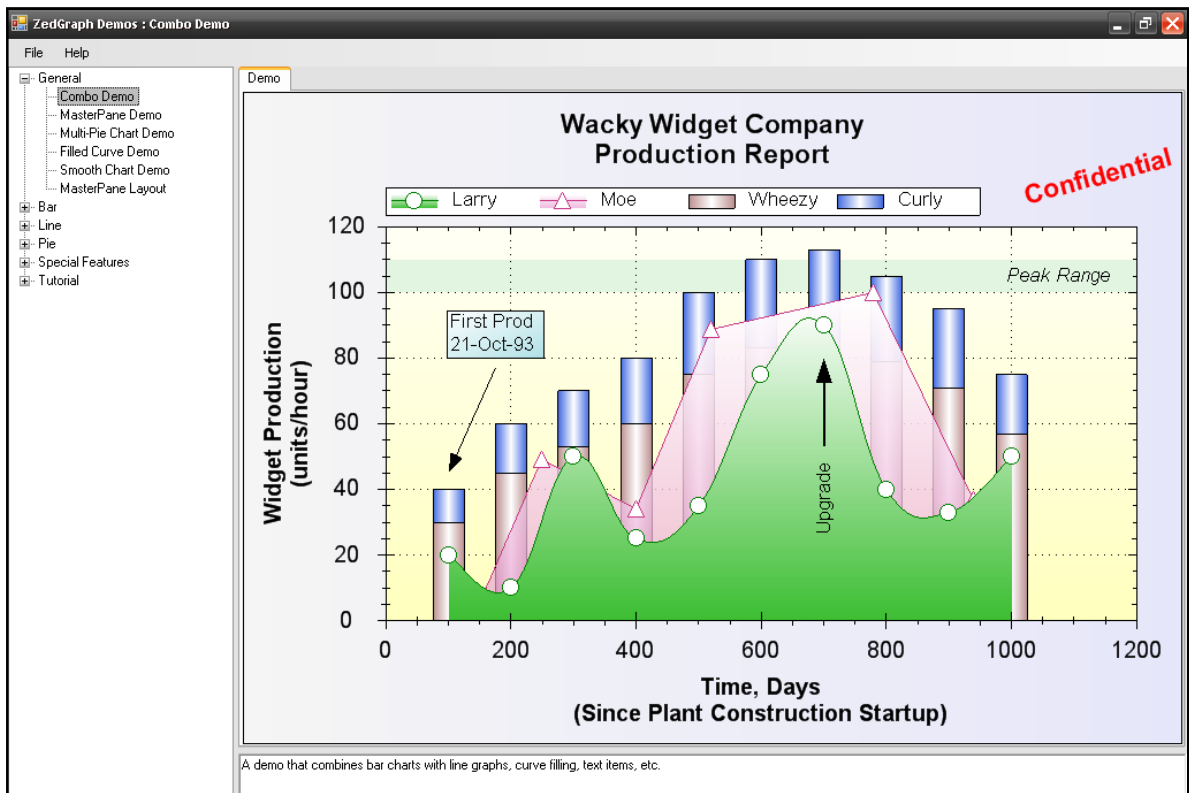 ZedGraph Demos : Combo Demo
File Help
General
Combo Demo
MasterPane Demo
Multi-Pie Chart Demo
Filled Curve Demo
Smooth Chart Demo
MasterPane Layout
Bar
Line
Pie
Special Features
Tutorial
Demo
Wacky Widget Company
Production Report
Confidential
Larry Moe Wheezy Curly
120
100
80
60
40
20
0
Widget Production
(units/hour)
Peak Range
First Prod
21-Oct-93
Upgrade
0 200 400 600 800 1000 1200
Time, Days
(Since Plant Construction Startup)
A demo that combines bar charts with line graphs, curve filling, text items, etc.